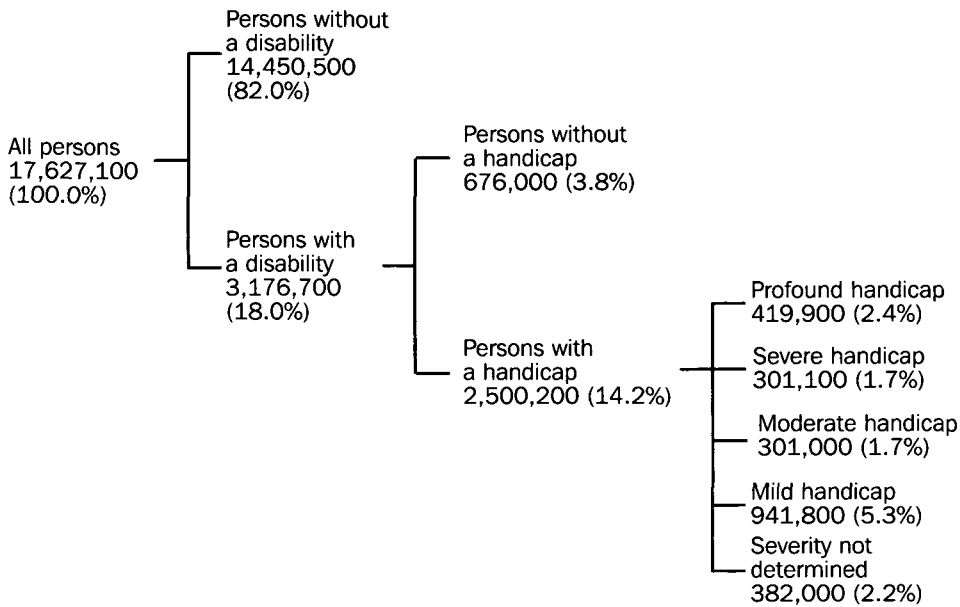 Persons without
a disability
14,450,500
(82.0%)
All persons
17,627,100
(100.0%)
Persons with
a disability
3,176,700
(18.0%)
Persons without
a handicap
676,000 (3.8%)
Persons with
a handicap
2,500,200 (14.2%)
Profound handicap
419,900 (2.4%)
Severe handicap
301,100 (1.7%)
Moderate handicap
301,000 (1.7%)
Mild handicap
941,800 (5.3%)
Severity not
determined
382,000 (2.2%)